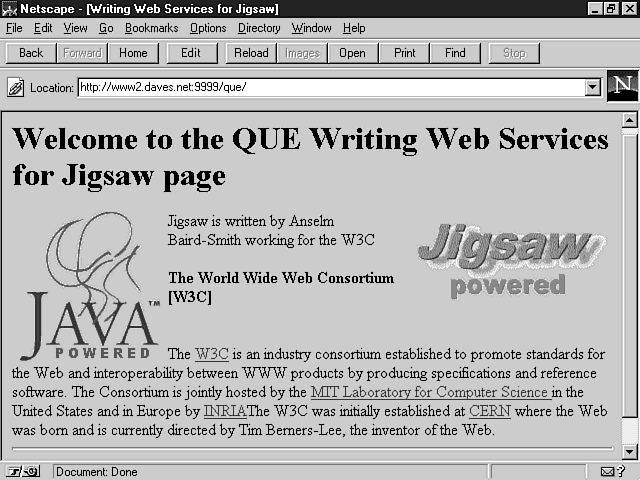 Netscape - [Writing Web Services for Jigsaw]
File Edit View Go Bookmarks Options Directory Window Help
Back Forward Home Edit Reload Images Open Print Find Stop
Location: http://www2.daves.net:9999/que/
N
Welcome to the QUE Writing Web Services
for Jigsaw page
Jigsaw is written by Anselm
Baird-Smith working for the W3C
Jigsaw
powered
The World Wide Web Consortium
[W3C]
JAVA™
POWERED
The W3C is an industry consortium established to promote standards for
the Web and interoperability between WWW products by producing specifications and reference
software. The Consortium is jointly hosted by the MIT Laboratory for Computer Science in the
United States and in Europe by INRIAThe W3C was initially established at CERN where the Web
was born and is currently directed by Tim Berners-Lee, the inventor of the Web.
Document: Done
?